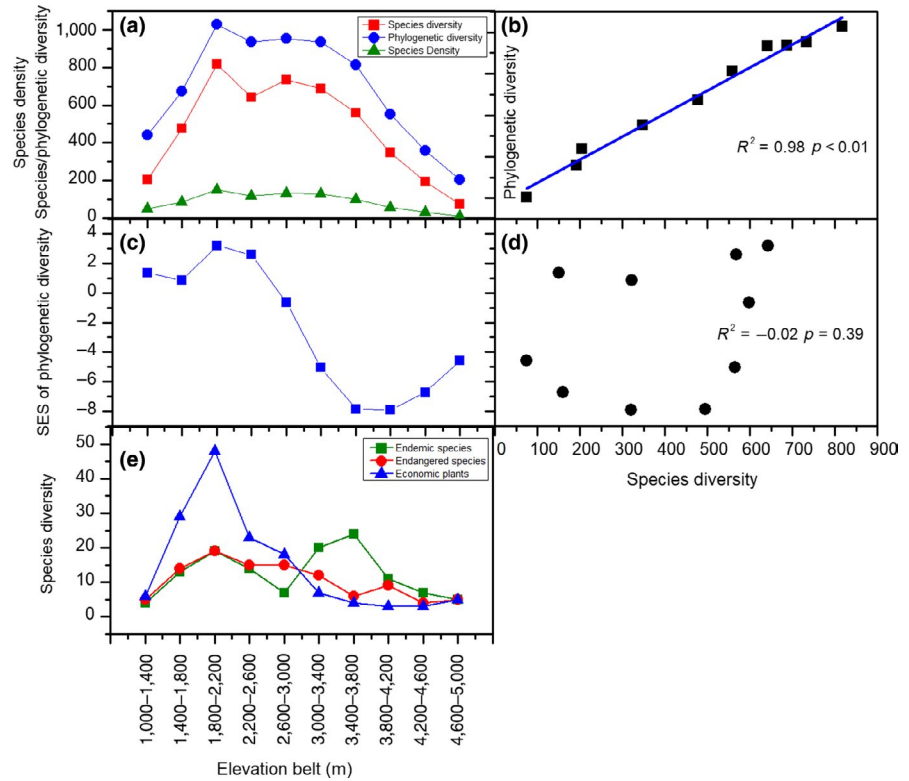 (a)
Species diversity
Phylogenetic diversity
Species Density
Species density
Species/phylogenetic diversity
1,000
800
600
400
200
0
(b)
Phylogenetic diversity
R² = 0.98 p < 0.01
(c)
SES of phylogenetic diversity
4
2
0
−2
−4
−6
−8
(d)
R² = −0.02 p = 0.39
0 100 200 300 400 500 600 700 800 900
Species diversity
(e)
Endemic species
Endangered species
Economic plants
Species diversity
50
40
30
20
10
0
1,000–1,400
1,400–1,800
1,800–2,200
2,200–2,600
2,600–3,000
3,000–3,400
3,400–3,800
3,800–4,200
4,200–4,600
4,600–5,000
Elevation belt (m)